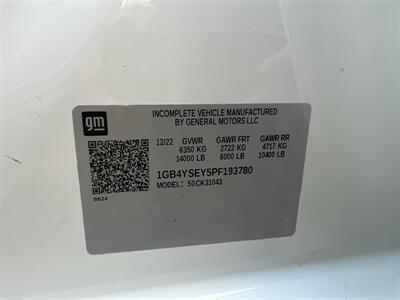 gm
INCOMPLETE VEHICLE MANUFACTURED
BY GENERAL MOTORS LLC
12/22 GVWR GAWR FRT GAWR RR
6350 KG 2722 KG 4717 KG
14000 LB 6000 LB 10400 LB
1GB4YSEY5PF193780
MODEL: 50CK31043
0624